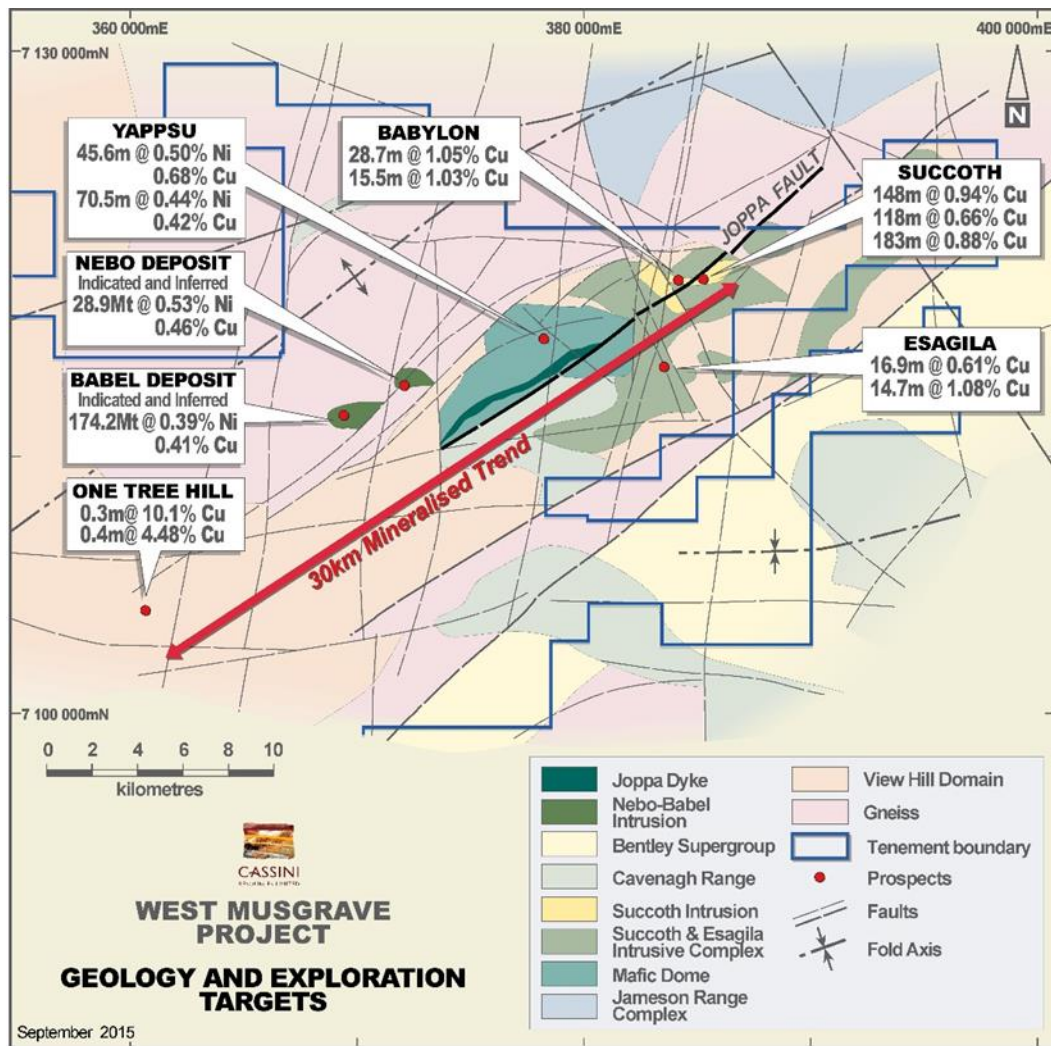 360 000mE
380 000mE
400 000mE
7 130 000mN
N
YAPPSU
45.6m @ 0.50% Ni
0.68% Cu
70.5m @ 0.44% Ni
0.42% Cu
BABYLON
28.7m @ 1.05% Cu
15.5m @ 1.03% Cu
JOPPA FAULT
SUCCOTH
148m @ 0.94% Cu
118m @ 0.66% Cu
183m @ 0.88% Cu
NEBO DEPOSIT
Indicated and Inferred
28.9Mt @ 0.53% Ni
0.46% Cu
ESAGILA
16.9m @ 0.61% Cu
14.7m @ 1.08% Cu
BABEL DEPOSIT
Indicated and Inferred
174.2Mt @ 0.39% Ni
0.41% Cu
ONE TREE HILL
0.3m@ 10.1% Cu
0.4m@ 4.48% Cu
30km Mineralised Trend
7 100 000mN
0 2 4 6 8 10
kilometres
CASSINI
WEST MUSGRAVE
PROJECT
GEOLOGY AND EXPLORATION
TARGETS
September 2015
Joppa Dyke
Nebo-Babel
Intrusion
Bentley Supergroup
Cavenagh Range
Succoth Intrusion
Succoth & Esagila
Intrusive Complex
Mafic Dome
Jameson Range
Complex
View Hill Domain
Gneiss
Tenement boundary
Prospects
Faults
Fold Axis